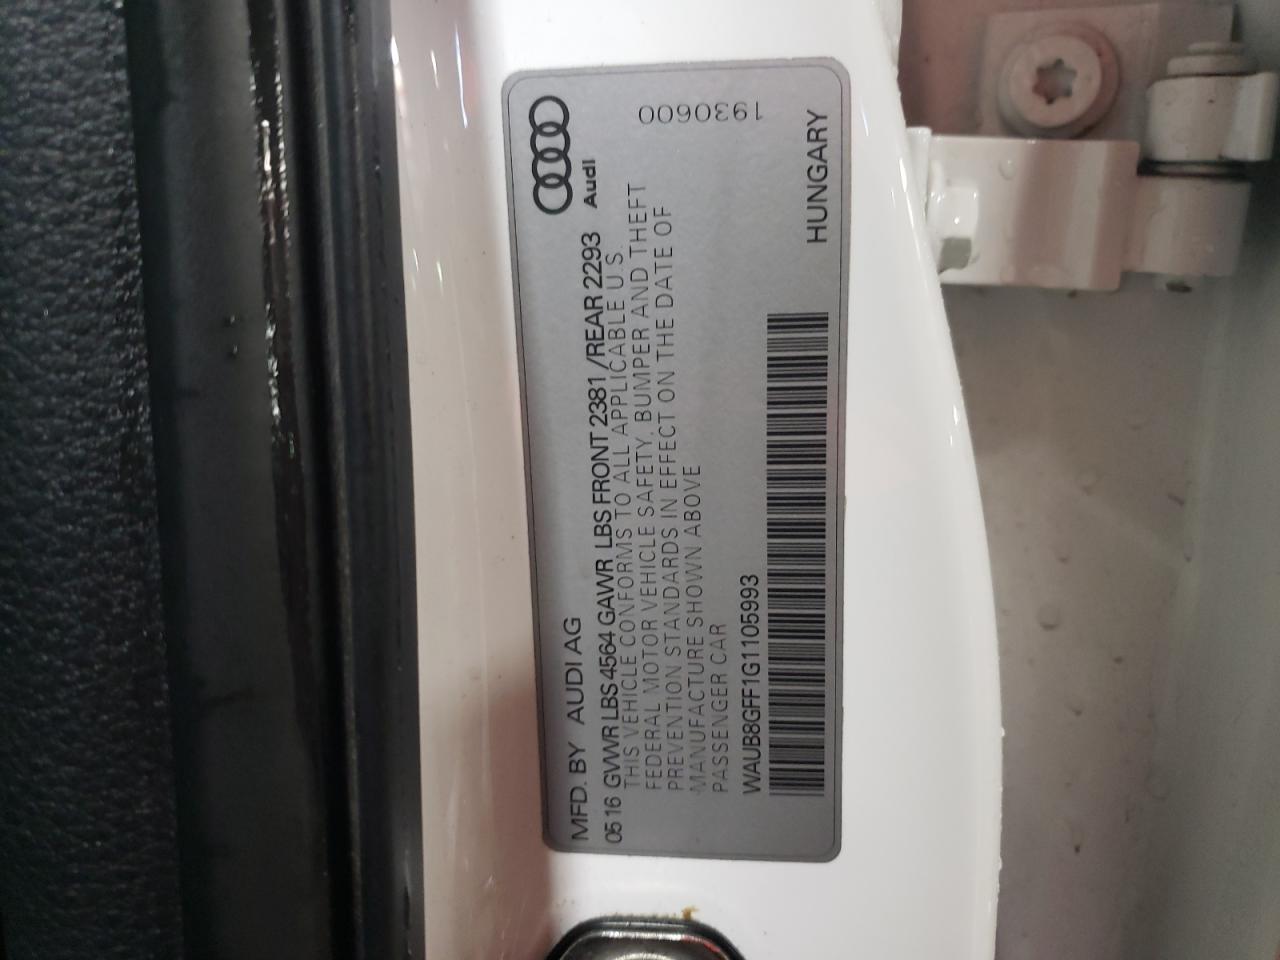 Audi
MFD. BY AUDI AG
05 16 GVWR LBS 4564 GAWR LBS FRONT 2381 /REAR 2293
THIS VEHICLE CONFORMS TO ALL APPLICABLE U S.
FEDERAL MOTOR VEHICLE SAFETY, BUMPER AND THEFT
PREVENTION STANDARDS IN EFFECT ON THE DATE OF
MANUFACTURE SHOWN ABOVE
PASSENGER CAR
WAUB8GFF1G1105993
HUNGARY
1930600